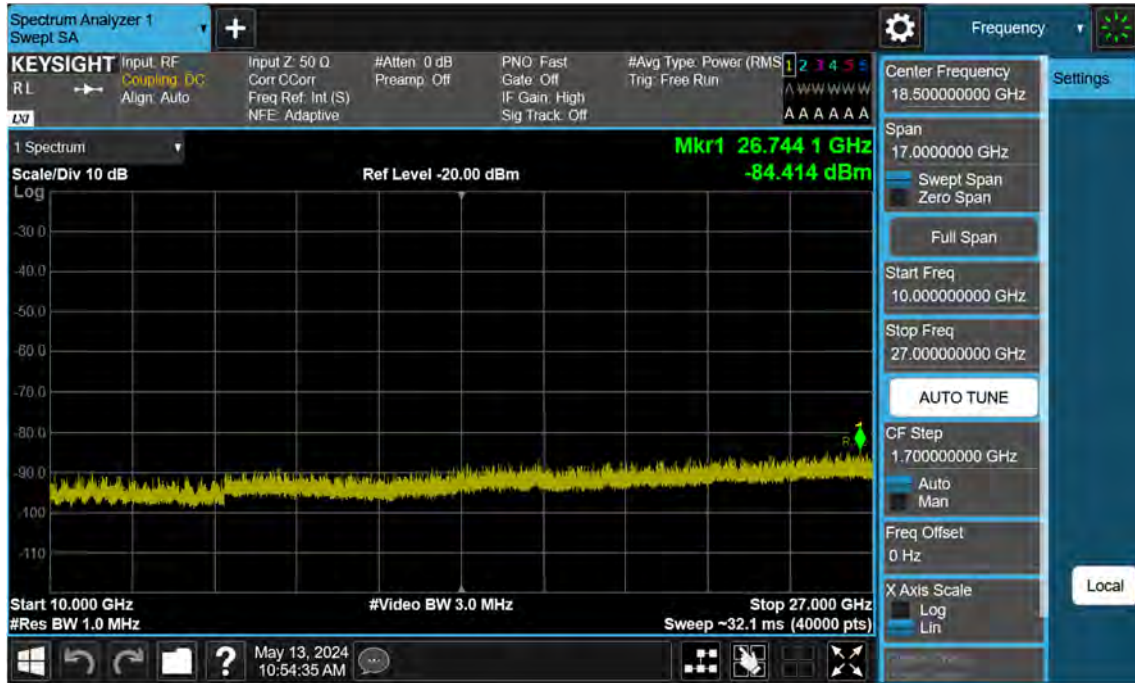 Spectrum Analyzer 1
Swept SA
Frequency
KEYSIGHT
RL
LXI
Input: RF
Coupling: DC
Align: Auto
Input Z: 50 Ω
Corr CCorr
Freq Ref: Int (S)
NFE: Adaptive
#Atten: 0 dB
Preamp: Off
PNO: Fast
Gate: Off
IF Gain: High
Sig Track: Off
#Avg Type: Power (RMS
Trig: Free Run
1 2 3 4 5 6
A W W W W W
A A A A A A
1 Spectrum
Mkr1 26.744 1 GHz
Scale/Div 10 dB
Ref Level -20.00 dBm
-84.414 dBm
Log
-30.0
-40.0
-50.0
-60.0
-70.0
-80.0
-90.0
-100
-110
1
Start 10.000 GHz
#Video BW 3.0 MHz
Stop 27.000 GHz
#Res BW 1.0 MHz
Sweep ~32.1 ms (40000 pts)
May 13, 2024
10:54:35 AM
?
Center Frequency
18.500000000 GHz
Span
17.0000000 GHz
Swept Span
Zero Span
Full Span
Start Freq
10.000000000 GHz
Stop Freq
27.000000000 GHz
AUTO TUNE
CF Step
1.700000000 GHz
Auto
Man
Freq Offset
0 Hz
X Axis Scale
Log
Lin
Settings
Local